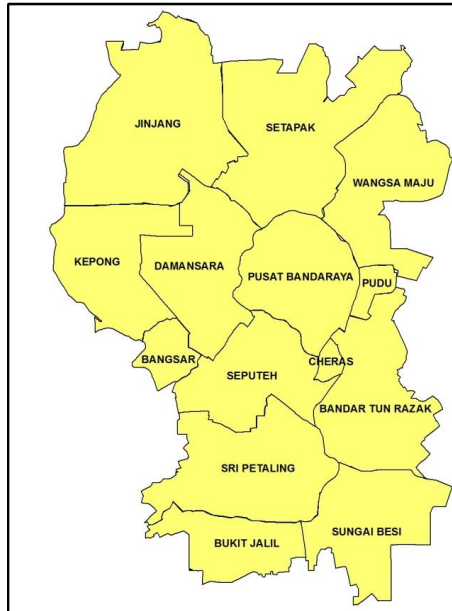 JINJANG
SETAPAK
WANGSA MAJU
KEPONG
DAMANSARA
PUSAT BANDARAYA
PUDU
BANGSAR
SEPUTEH
CHERAS
BANDAR TUN RAZAK
SRI PETALING
BUKIT JALIL
SUNGAI BESI